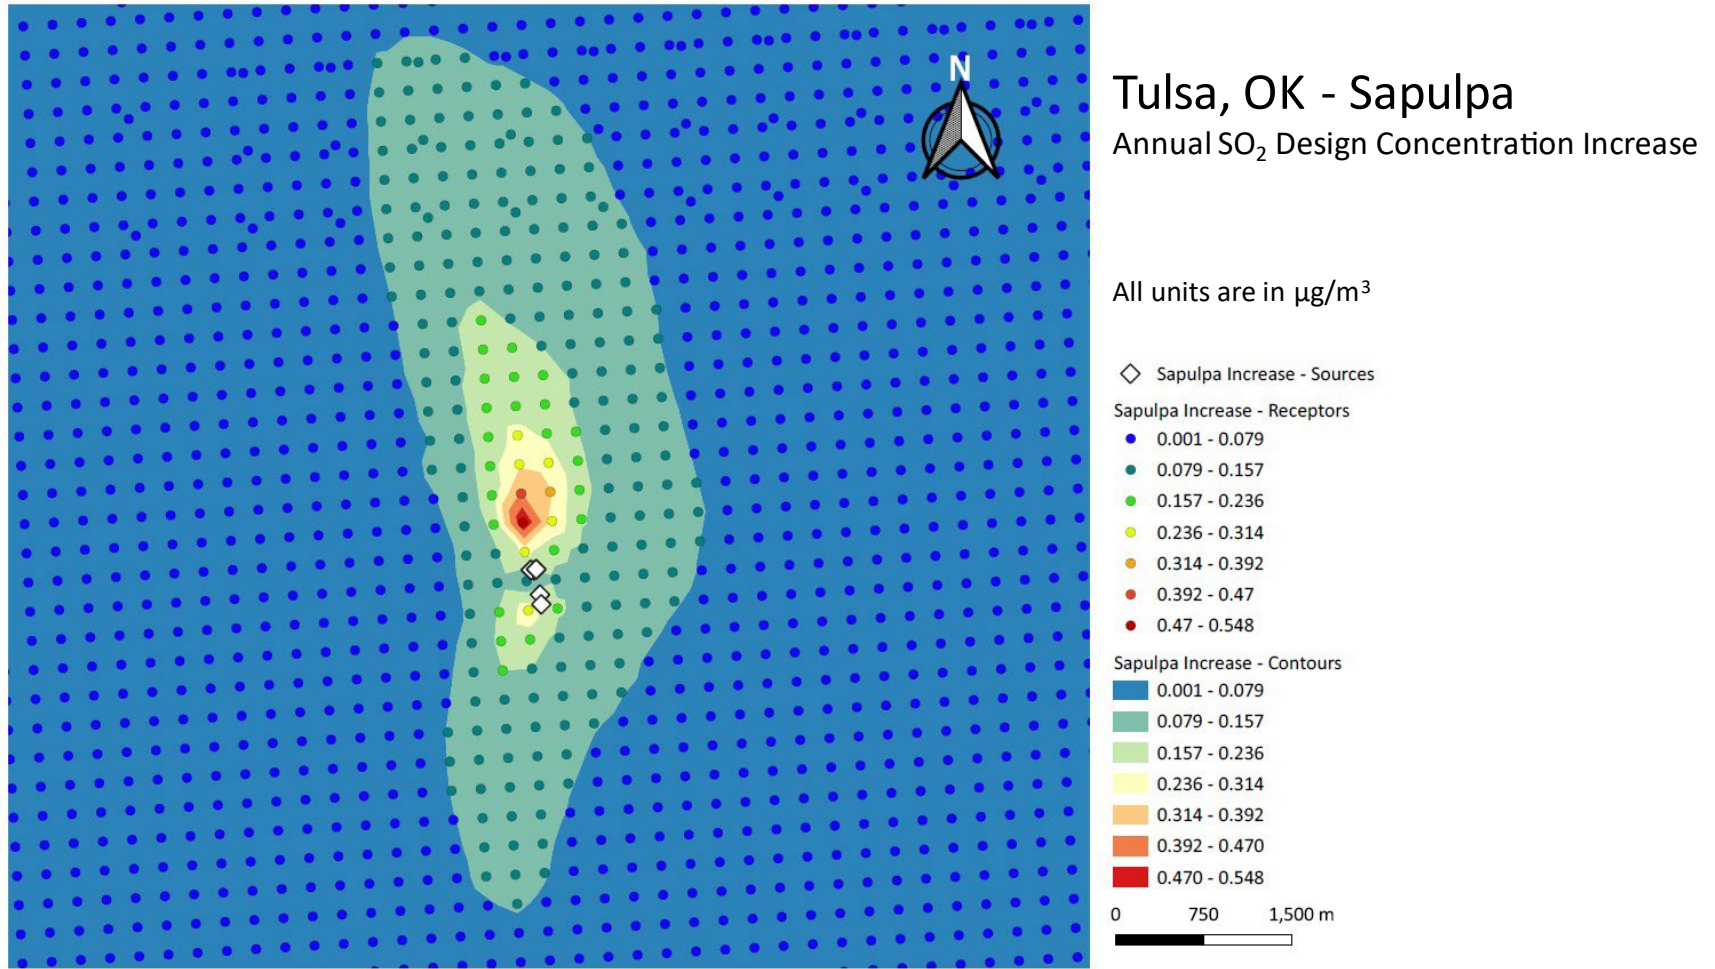 N
Tulsa, OK - Sapulpa
Annual SO₂ Design Concentration Increase
All units are in µg/m³
Sapulpa Increase - Sources
Sapulpa Increase - Receptors
0.001 - 0.079
0.079 - 0.157
0.157 - 0.236
0.236 - 0.314
0.314 - 0.392
0.392 - 0.47
0.47 - 0.548
Sapulpa Increase - Contours
0.001 - 0.079
0.079 - 0.157
0.157 - 0.236
0.236 - 0.314
0.314 - 0.392
0.392 - 0.470
0.470 - 0.548
0 750 1,500 m